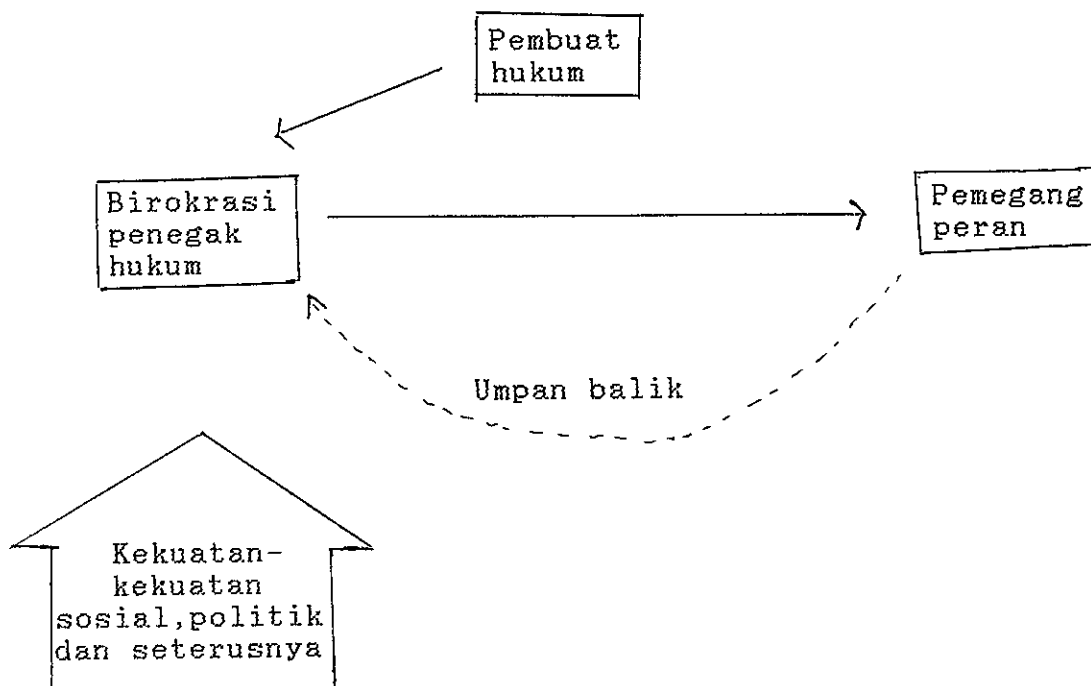 Pembuat
hukum
Birokrasi
penegak
hukum
Pemegang
peran
Umpan balik
Kekuatan-
kekuatan
sosial,politik
dan seterusnya